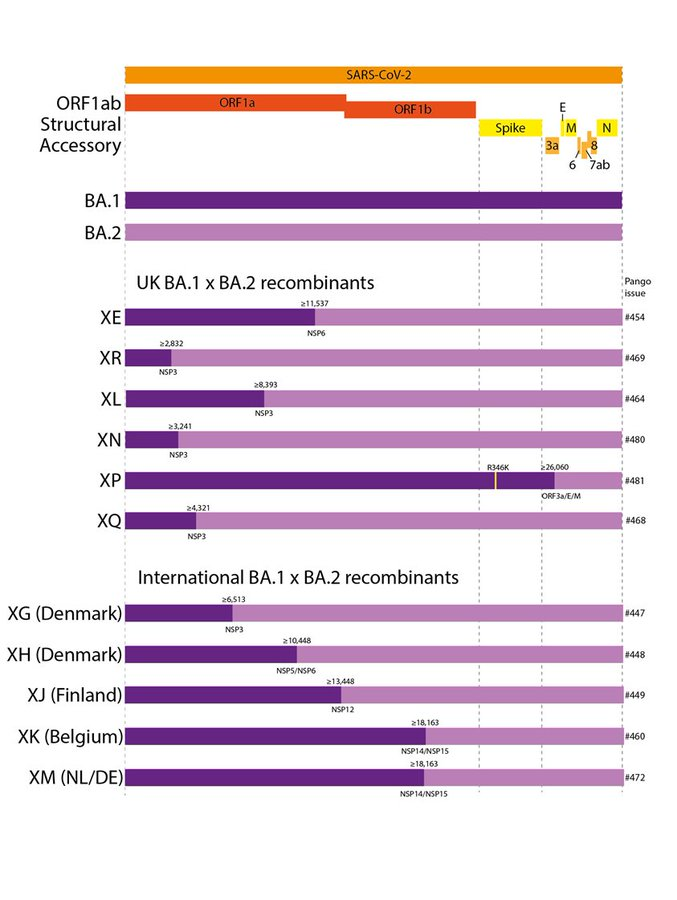 SARS-CoV-2
ORF1ab
ORF1a
ORF1b
Structural
Spike
E
M
N
Accessory
3a
8
6
7ab
BA.1
BA.2
UK BA.1 x BA.2 recombinants
Pango
issue
≥11,537
XE
#454
NSP6
≥2,832
XR
#469
NSP3
≥8,393
XL
#464
NSP3
≥3,241
XN
#480
NSP3
R346K
≥26,060
XP
#481
ORF3a/E/M
≥4,321
XQ
#468
NSP3
International BA.1 x BA.2 recombinants
≥6,513
XG (Denmark)
#447
NSP3
≥10,448
XH (Denmark)
#448
NSP5/NSP6
≥13,448
XJ (Finland)
#449
NSP12
≥18,163
XK (Belgium)
#460
NSP14/NSP15
≥18,163
XM (NL/DE)
#472
NSP14/NSP15